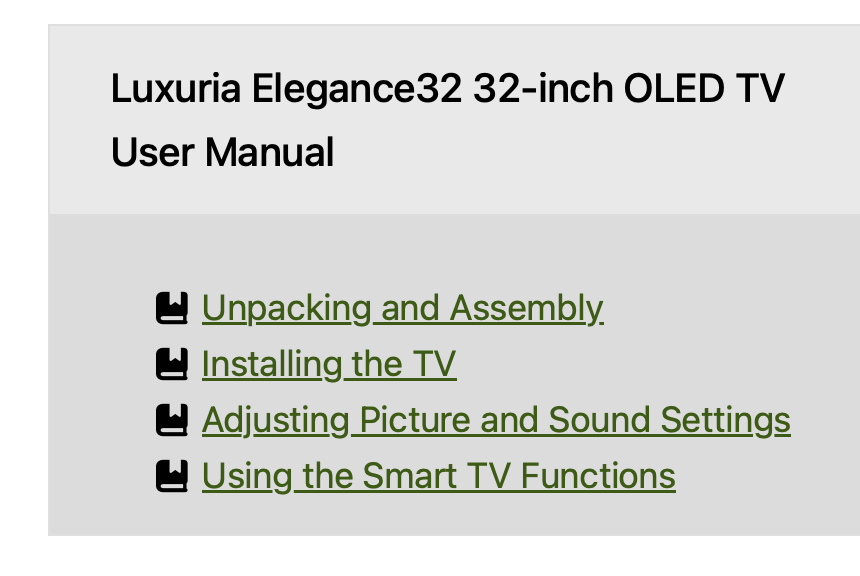 Luxuria Elegance32 32-inch OLED TV
User Manual
Unpacking and Assembly
Installing the TV
Adjusting Picture and Sound Settings
Using the Smart TV Functions